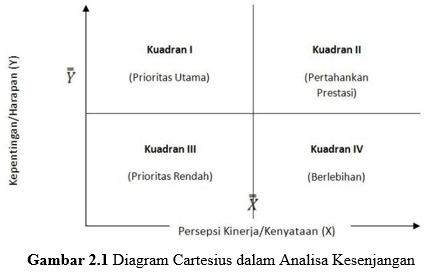 Kepentingan/Harapan (Y)
Y̿
Kuadran I
(Prioritas Utama)
Kuadran II
(Pertahankan
Prestasi)
Kuadran III
(Prioritas Rendah)
Kuadran IV
(Berlebihan)
X̿
Persepsi Kinerja/Kenyataan (X)
Gambar 2.1 Diagram Cartesius dalam Analisa Kesenjangan